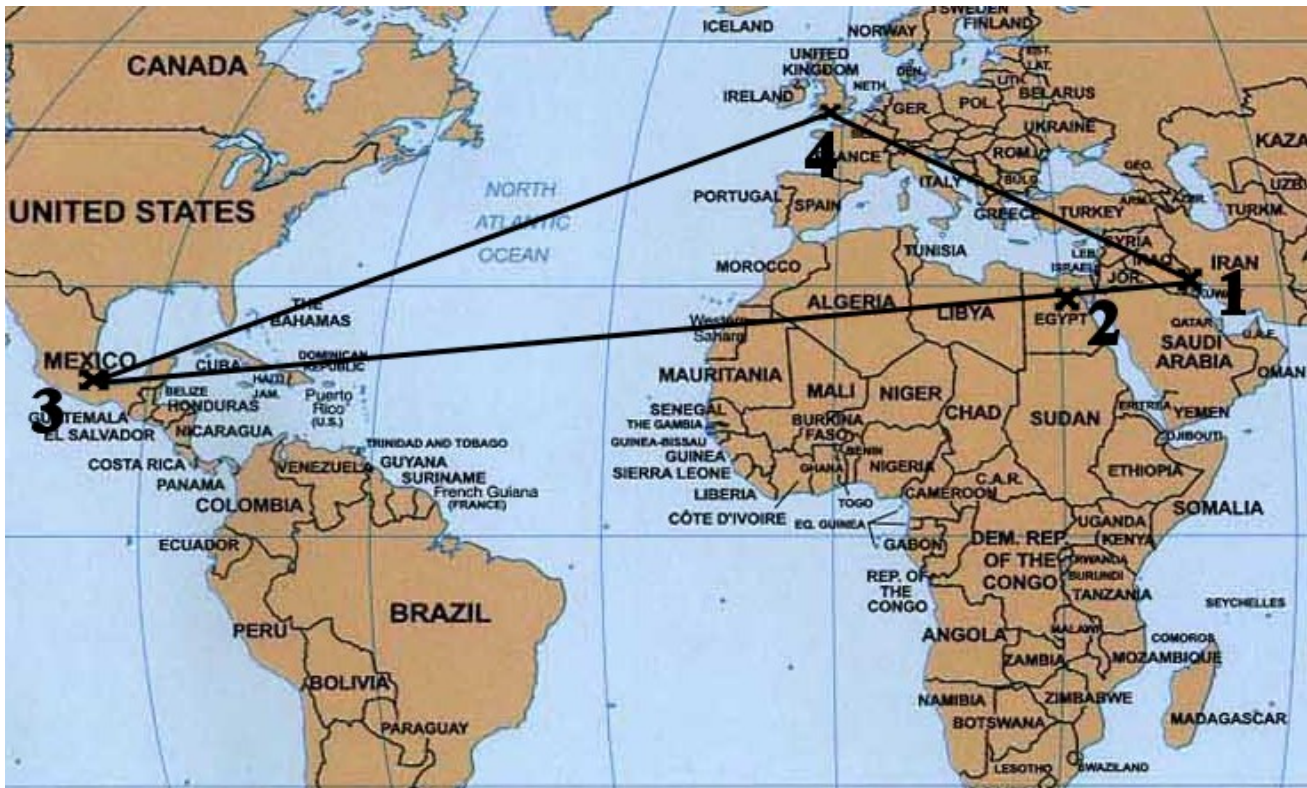 ICELAND
SWEDEN
NORWAY
FINLAND
CANADA
UNITED
KINGDOM
DEN.
EST.
LAT.
LITH.
IRELAND
NETH.
BELARUS
GER.
POL.
UKRAINE
KAZA
4
FRANCE
ROM.
GEO.
UZB
NORTH
ATLANTIC
OCEAN
PORTUGAL
SPAIN
ITALY
BULG.
ARM.
AZER.
UNITED STATES
GREECE
TURKEY
TURKM.
TUNISIA
SYRIA
LEB.
IRAQ
IRAN
MOROCCO
ISRAEL
JOR.
1
KUWAIT
ALGERIA
LIBYA
EGYPT
2
THE
BAHAMAS
Western
Sahara
QATAR
U.A.E.
SAUDI
ARABIA
MEXICO
CUBA
DOMINICAN
REPUBLIC
OMAN
3
HAITI
JAM.
BELIZE
HONDURAS
Puerto
Rico
(U.S.)
MAURITANIA
MALI
NIGER
CHAD
SUDAN
ERITREA
YEMEN
GUATEMALA
EL SALVADOR
NICARAGUA
SENEGAL
THE GAMBIA
GUINEA-BISSAU
GUINEA
SIERRA LEONE
LIBERIA
CÔTE D'IVOIRE
BURKINA
FASO
BENIN
GHANA
NIGERIA
TOGO
DJIBOUTI
ETHIOPIA
SOMALIA
COSTA RICA
PANAMA
TRINIDAD AND TOBAGO
VENEZUELA
GUYANA
SURINAME
French Guiana
(FRANCE)
COLOMBIA
C.A.R.
CAMEROON
EQ. GUINEA
ECUADOR
GABON
DEM. REP.
OF THE
CONGO
UGANDA
KENYA
RWANDA
BURUNDI
TANZANIA
REP. OF
THE
CONGO
SEYCHELLES
PERU
BRAZIL
ANGOLA
MALAWI
COMOROS
ZAMBIA
MOZAMBIQUE
BOLIVIA
NAMIBIA
ZIMBABWE
BOTSWANA
MADAGASCAR
PARAGUAY
LESOTHO
SWAZILAND